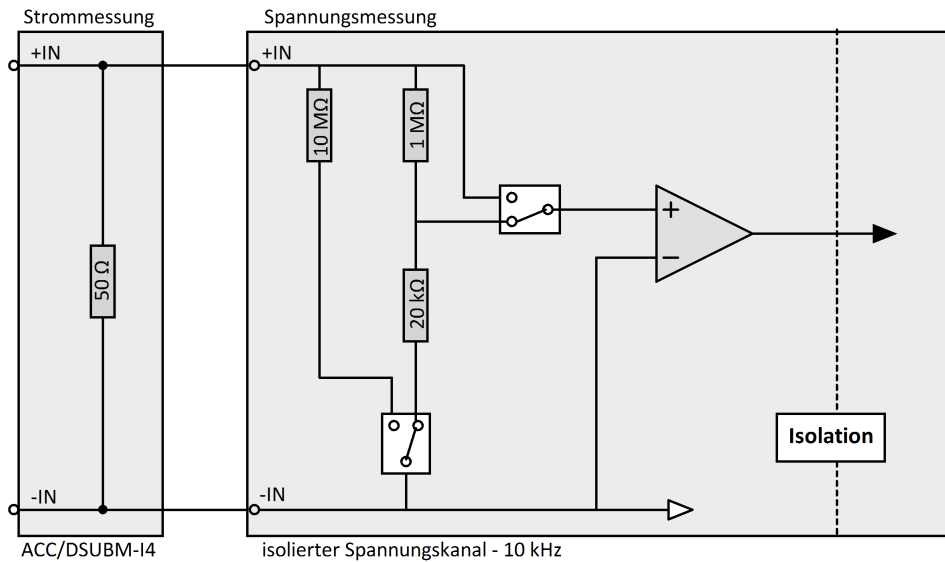 Strommessung
Spannungsmessung
+IN
+IN
10 MΩ
1 MΩ
+
−
50 Ω
20 kΩ
Isolation
-IN
-IN
ACC/DSUBM-I4
isolierter Spannungskanal - 10 kHz